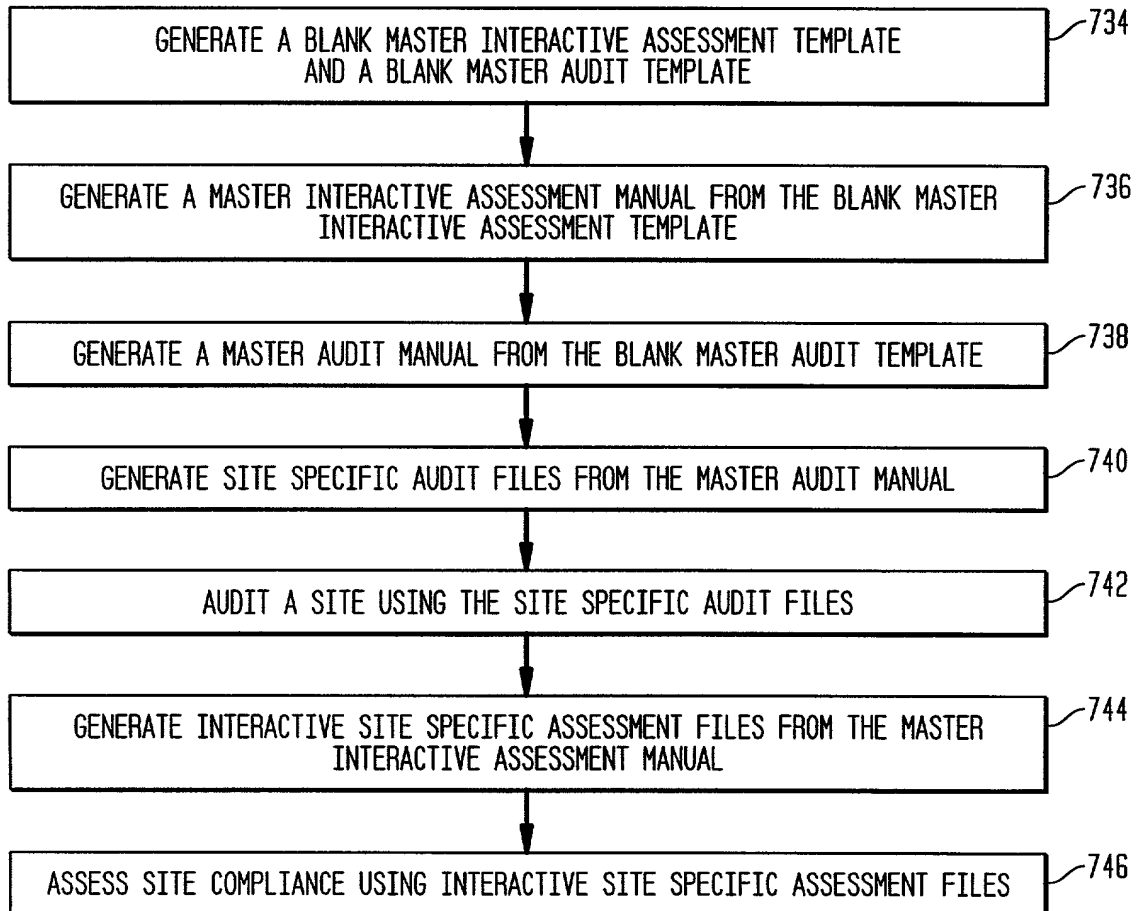 GENERATE A BLANK MASTER INTERACTIVE ASSESSMENT TEMPLATE
AND A BLANK MASTER AUDIT TEMPLATE
734
GENERATE A MASTER INTERACTIVE ASSESSMENT MANUAL FROM THE BLANK MASTER
INTERACTIVE ASSESSMENT TEMPLATE
736
GENERATE A MASTER AUDIT MANUAL FROM THE BLANK MASTER AUDIT TEMPLATE
738
GENERATE SITE SPECIFIC AUDIT FILES FROM THE MASTER AUDIT MANUAL
740
AUDIT A SITE USING THE SITE SPECIFIC AUDIT FILES
742
GENERATE INTERACTIVE SITE SPECIFIC ASSESSMENT FILES FROM THE MASTER
INTERACTIVE ASSESSMENT MANUAL
744
ASSESS SITE COMPLIANCE USING INTERACTIVE SITE SPECIFIC ASSESSMENT FILES
746